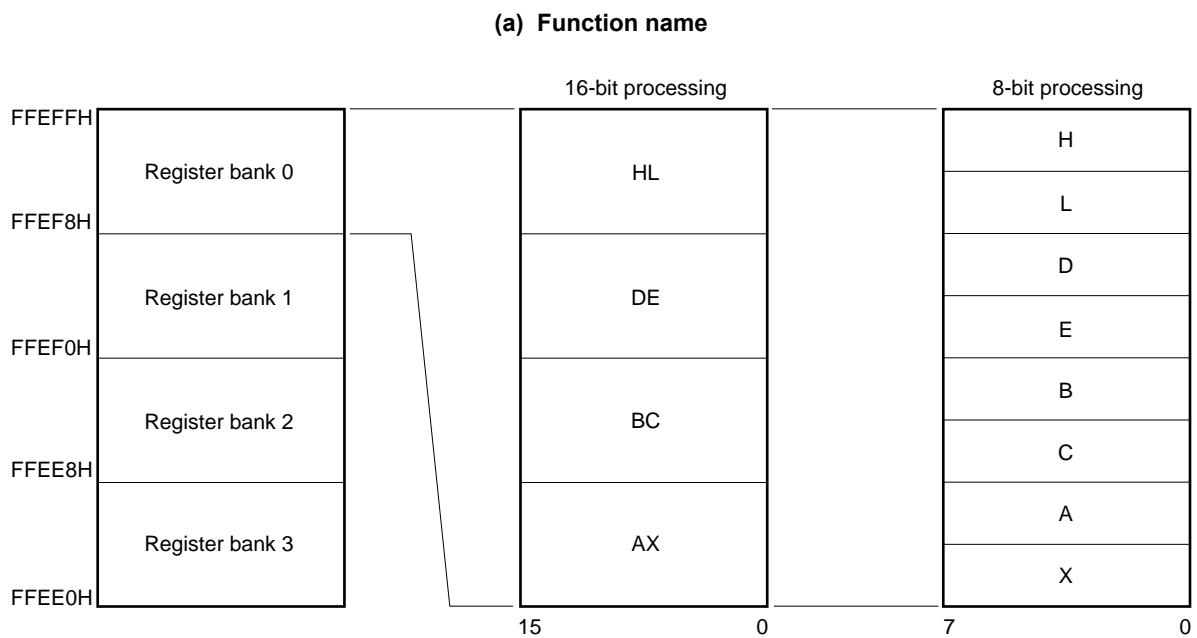 (a) Function name
16-bit processing
8-bit processing
FFEFFH
Register bank 0
HL
H
L
FFEF8H
Register bank 1
DE
D
E
FFEF0H
Register bank 2
BC
B
C
FFEE8H
Register bank 3
AX
A
X
FFEE0H
15
0
7
0